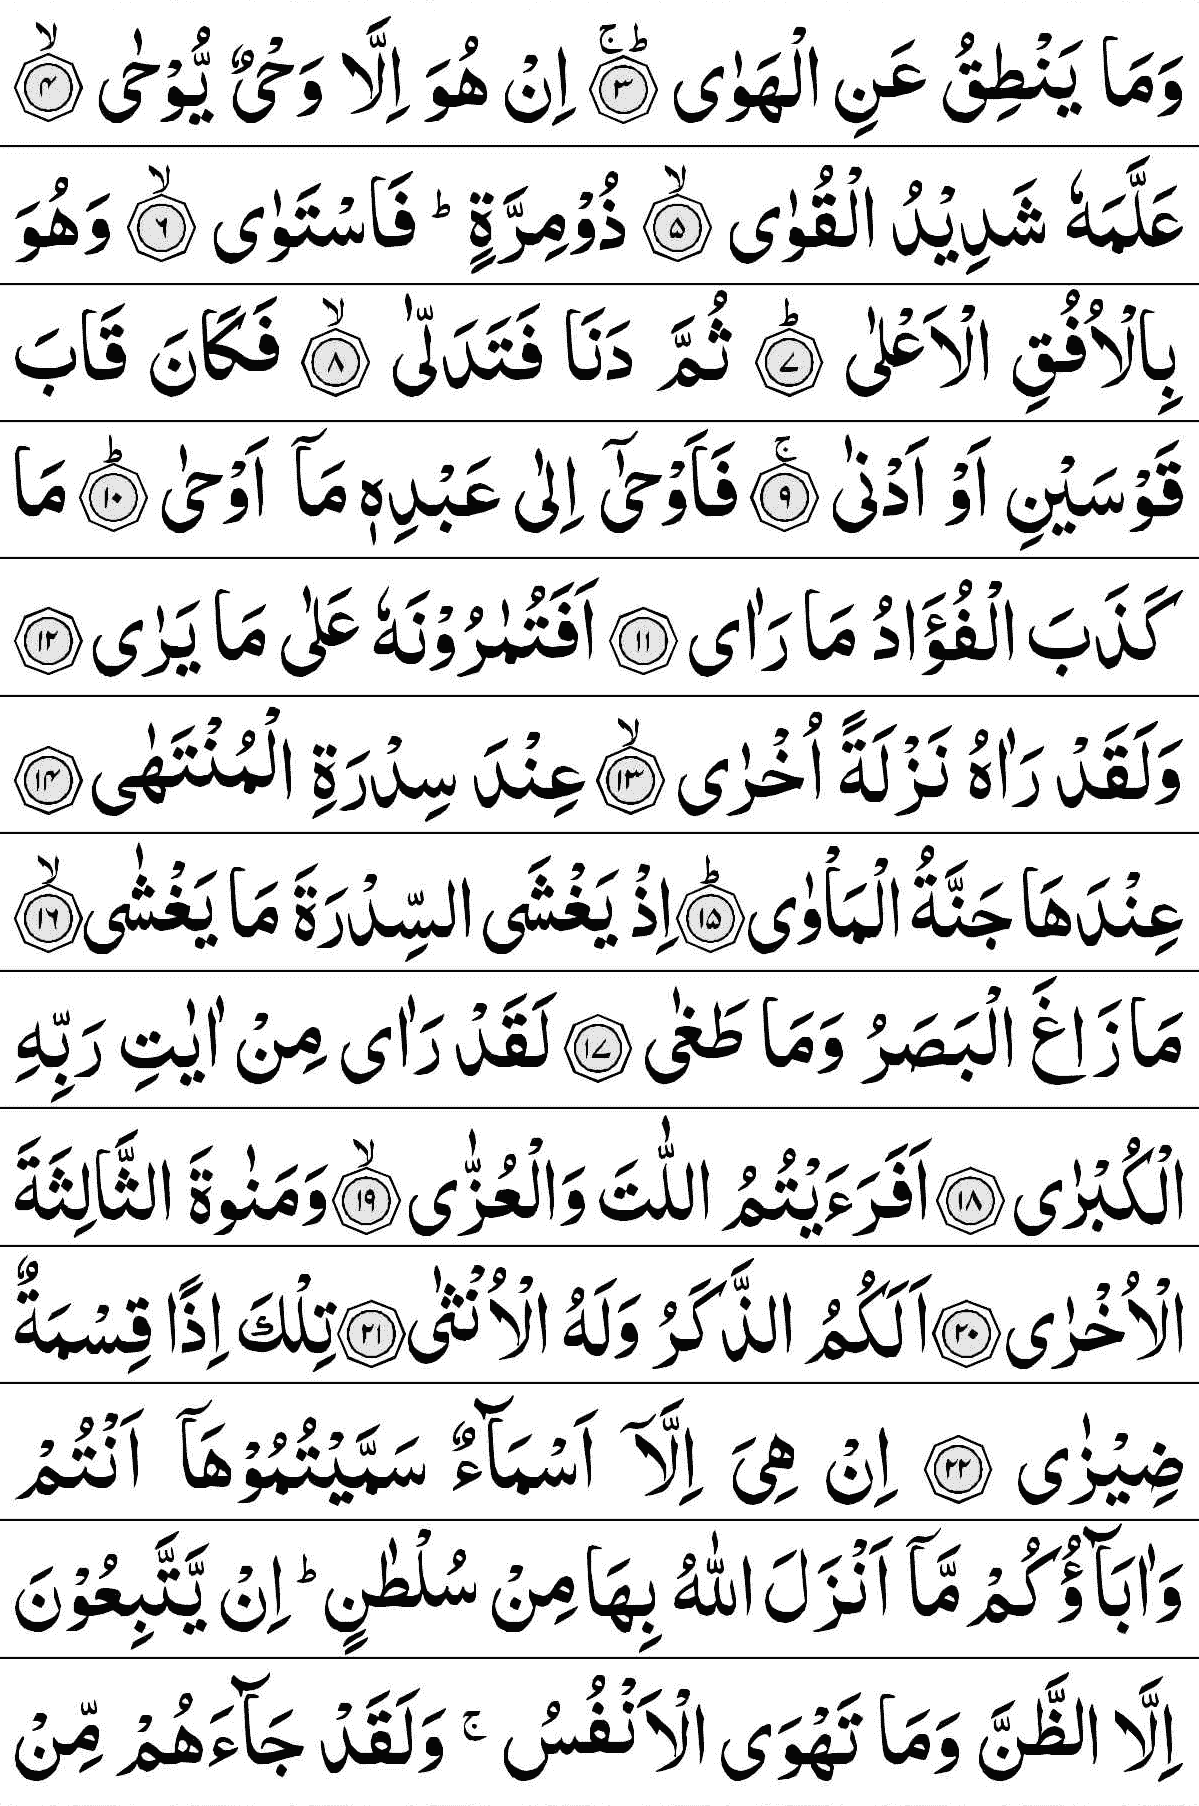 وَمَا يَنْطِقُ عَنِ الْهَوٰى ۝۳ؕۚ اِنْ هُوَ اِلَّا وَحْیٌ یُّوْحٰى ۝۴ۙ
عَلَّمَهٗ شَدِیْدُ الْقُوٰى ۝۵ۙ ذُوْمِرَّةٍ ؕ فَاسْتَوٰى ۝۶ۙ وَهُوَ
بِالْاُفُقِ الْاَعْلٰى ۝۷ؕ ثُمَّ دَنَا فَتَدَلّٰى ۝۸ۙ فَكَانَ قَابَ
قَوْسَیْنِ اَوْ اَدْنٰى ۝۹ۚ فَاَوْحٰۤى اِلٰى عَبْدِهٖ مَاۤ اَوْحٰى ۝۱۰ؕ مَا
كَذَبَ الْفُؤَادُ مَا رَاٰى ۝۱۱ اَفَتُمٰرُوْنَهٗ عَلٰى مَا یَرٰى ۝۱۲
وَلَقَدْ رَاٰهُ نَزْلَةً اُخْرٰى ۝۱۳ۙ عِنْدَ سِدْرَةِ الْمُنْتَهٰى ۝۱۴
عِنْدَهَا جَنَّةُ الْمَاْوٰى ۝۱۵ؕ اِذْ یَغْشَى السِّدْرَةَ مَا یَغْشٰى ۝۱۶ۙ
مَا زَاغَ الْبَصَرُ وَمَا طَغٰى ۝۱۷ لَقَدْ رَاٰى مِنْ اٰیٰتِ رَبِّهِ
الْكُبْرٰى ۝۱۸ اَفَرَءَیْتُمُ اللّٰتَ وَالْعُزّٰى ۝۱۹ۙ وَمَنٰوةَ الثَّالِثَةَ
الْاُخْرٰى ۝۲۰ اَلَكُمُ الذَّكَرُ وَلَهُ الْاُنْثٰى ۝۲۱ تِلْكَ اِذًا قِسْمَةٌ
ضِیْزٰى ۝۲۲ اِنْ هِیَ اِلَّاۤ اَسْمَآءٌ سَمَّیْتُمُوْهَاۤ اَنْتُمْ
وَاٰبَآؤُكُمْ مَّاۤ اَنْزَلَ اللّٰهُ بِهَا مِنْ سُلْطٰنٍ ؕ اِنْ یَّتَّبِعُوْنَ
اِلَّا الظَّنَّ وَمَا تَهْوَى الْاَنْفُسُ ۚ وَلَقَدْ جَآءَهُمْ مِّنْ